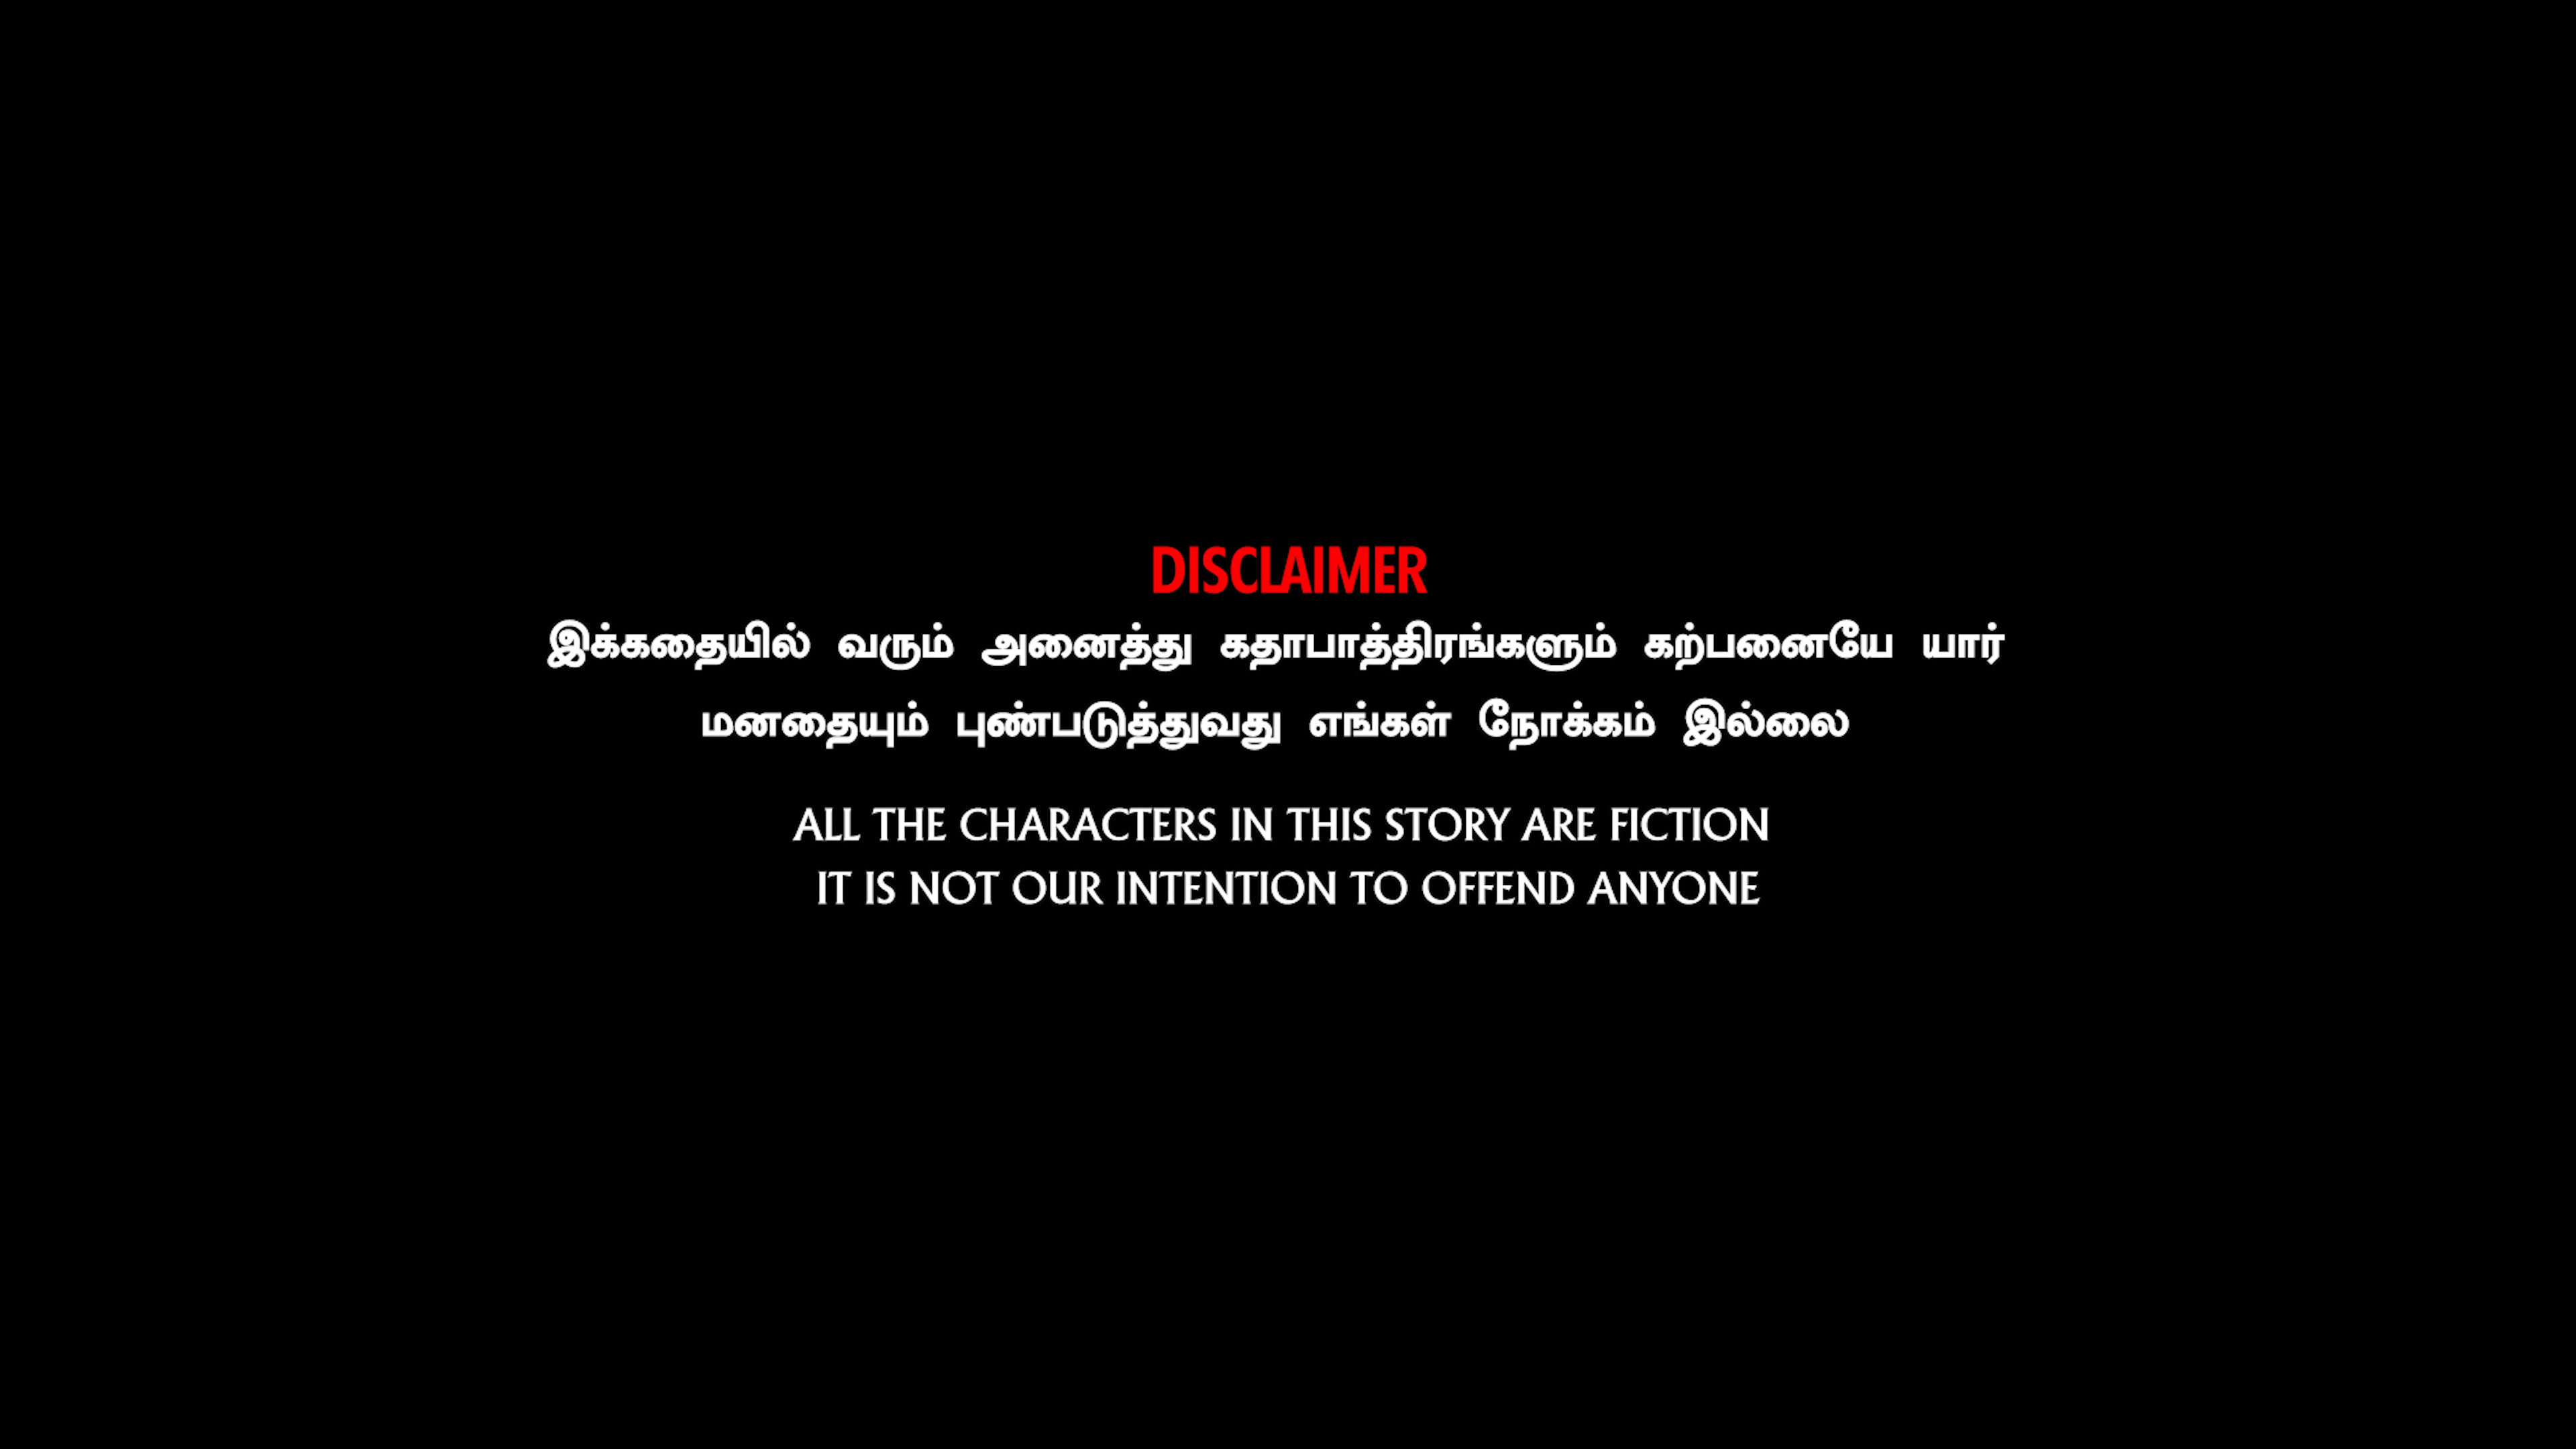 DISCLAIMER
இக்கதையில் வரும் அனைத்து கதாபாத்திரங்களும் கற்பனையே யார்
மனதையும் புண்படுத்துவது எங்கள் நோக்கம் இல்லை
ALL THE CHARACTERS IN THIS STORY ARE FICTION
IT IS NOT OUR INTENTION TO OFFEND ANYONE